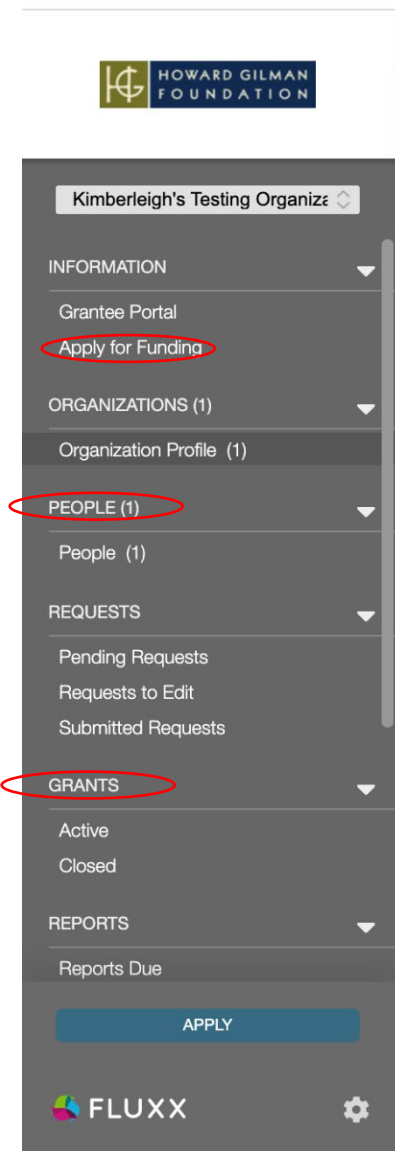 HOWARD GILMAN
FOUNDATION
Kimberleigh's Testing Organiza
INFORMATION
Grantee Portal
Apply for Funding
ORGANIZATIONS (1)
Organization Profile (1)
PEOPLE (1)
People (1)
REQUESTS
Pending Requests
Requests to Edit
Submitted Requests
GRANTS
Active
Closed
REPORTS
Reports Due
APPLY
FLUXX